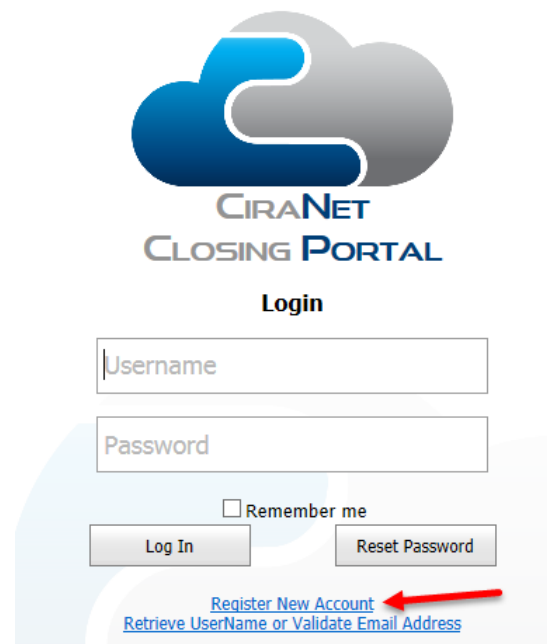 CIRANET
CLOSING PORTAL
Login
Username
Password
Remember me
Log In Reset Password
Register New Account
Retrieve UserName or Validate Email Address